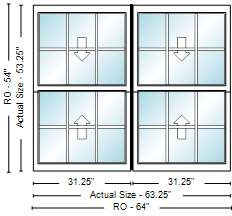 RO - 54"
Actual Size - 53.25"
31.25"
31.25"
Actual Size - 63.25"
RO - 64"